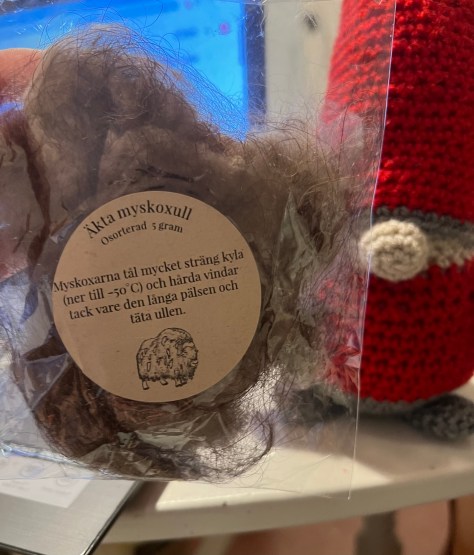 Äkta myskoxull
Osorterad 5 gram
Myskoxarna tål mycket sträng kyla
(ner till -50°C) och hårda vindar
tack vare den långa pälsen och
täta ullen.